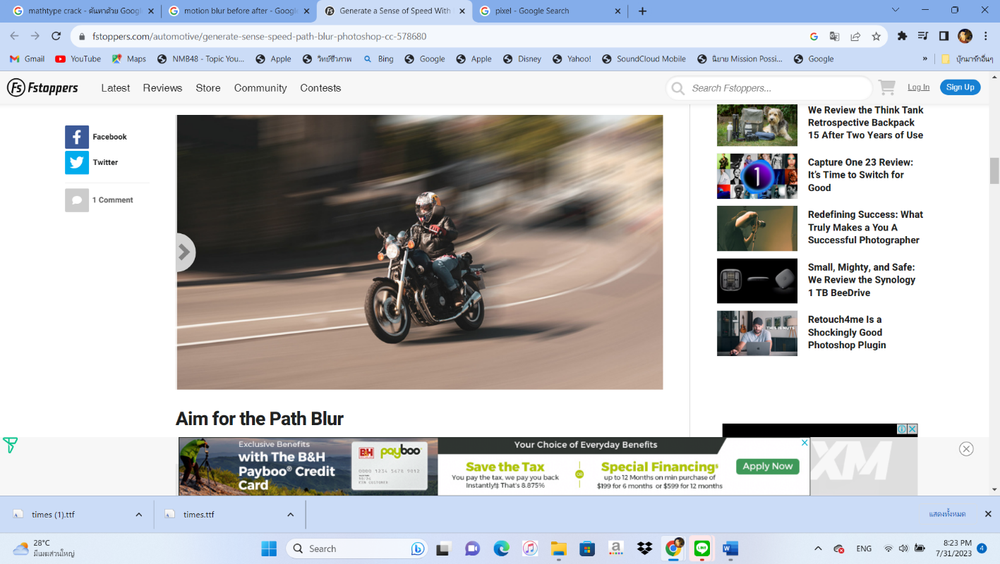 mathtype crack - ค้นหาด้วย Googl
motion blur before after - Google
Generate a Sense of Speed With
pixel - Google Search
fstoppers.com/automotive/generate-sense-speed-path-blur-photoshop-cc-578680
Gmail
YouTube
Maps
NMB48 - Topic You...
Apple
วิทย์ชีวภาพ
Bing
Google
Apple
Disney
Yahoo!
SoundCloud Mobile
นิยาย Mission Possi...
Google
»
บุ๊กมาร์กอื่นๆ
Fs Fstoppers
Latest
Reviews
Store
Community
Contests
Search Fstoppers...
Log In
Sign Up
Facebook
Twitter
1 Comment
We Review the Think Tank
Retrospective Backpack
15 After Two Years of Use
Capture One 23 Review:
It's Time to Switch for
Good
Redefining Success: What
Truly Makes a You A
Successful Photographer
Small, Mighty, and Safe:
We Review the Synology
1 TB BeeDrive
THIS IS NUTS
Retouch4me Is a
Shockingly Good
Photoshop Plugin
Aim for the Path Blur
Exclusive Benefits
with The B&H
Payboo® Credit
Card
B&H payboo
0000 1234 5678 9012
Your Choice of Everyday Benefits
Save the Tax
You pay the tax, we pay you back
Instantly!‡ That's 8.875%
OR
Special Financing§
up to 12 Months on min purchase of
$199 for 6 months or $599 for 12 months
Apply Now
XM
times (1).ttf
times.ttf
แสดงทั้งหมด
28°C
มีเมฆส่วนใหญ่
Search
LINE
ENG
8:23 PM
7/31/2023
4